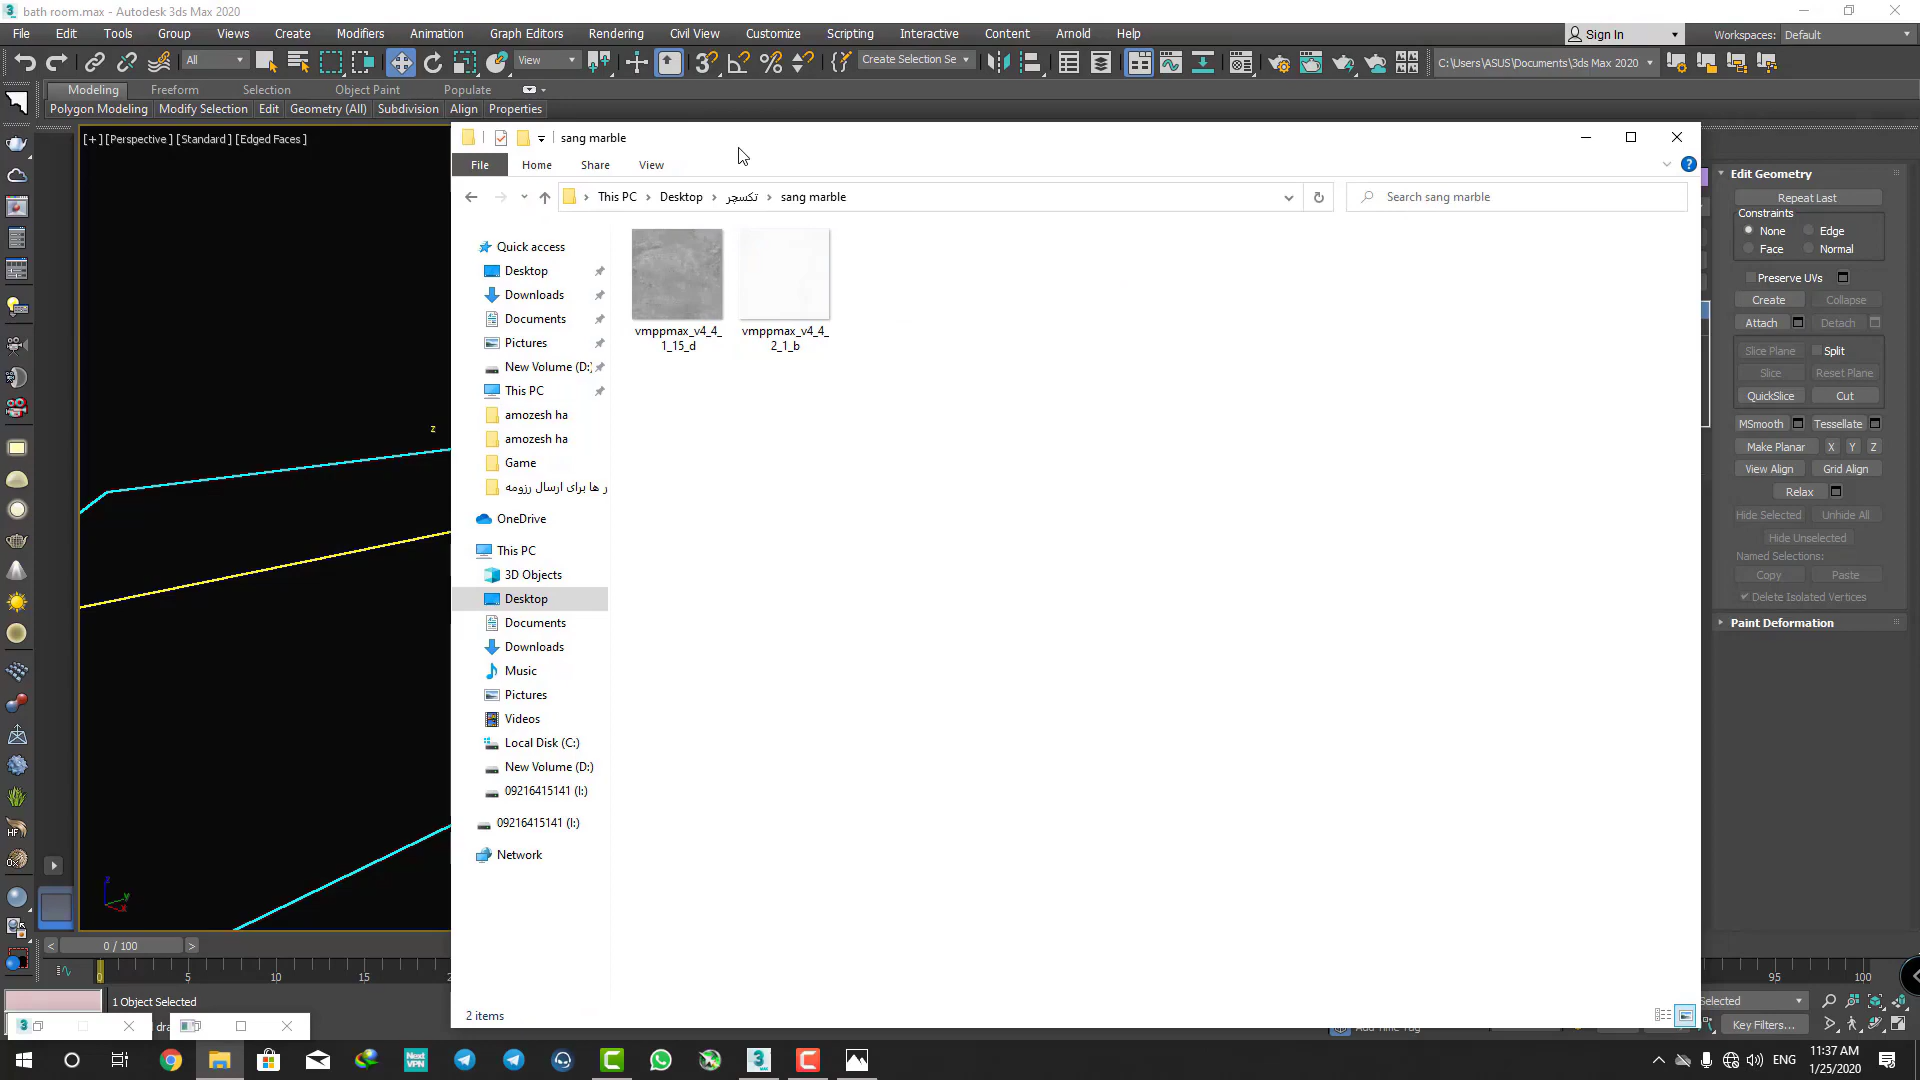 bath room.max - Autodesk 3ds Max 2020
File Edit Tools Group Views Create Modifiers Animation Graph Editors Rendering Civil View Customize Scripting Interactive Content Arnold Help
Sign In
Workspaces: Default
All
View
Create Selection Se
C:\Users\ASUS\Documents\3ds Max 2020
Modeling Freeform Selection Object Paint Populate
Polygon Modeling Modify Selection Edit Geometry (All) Subdivision Align Properties
[+] [Perspective ] [Standard ] [Edged Faces ]
sang marble
File Home Share View
This PC Desktop تکسچر sang marble
Search sang marble
Quick access
Desktop
Downloads
Documents
Pictures
New Volume (D:)
This PC
amozesh ha
amozesh ha
Game
ر ها برای ارسال رزومه
OneDrive
This PC
3D Objects
Desktop
Documents
Downloads
Music
Pictures
Videos
Local Disk (C:)
New Volume (D:)
09216415141 (I:)
09216415141 (I:)
Network
vmppmax_v4_4_
1_15_d
vmppmax_v4_4_
2_1_b
2 items
Edit Geometry
Repeat Last
Constraints
None Edge
Face Normal
Preserve UVs
Create Collapse
Attach Detach
Slice Plane Split
Slice Reset Plane
QuickSlice Cut
MSmooth Tessellate
Make Planar X Y Z
View Align Grid Align
Relax
Hide Selected Unhide All
Hide Unselected
Named Selections:
Copy Paste
Delete Isolated Vertices
Paint Deformation
z
z
y
x
0 / 100
0 5 10 15 95 100
1 Object Selected
Selected
Add Time Tag
Key Filters...
HF
3
MAX
Next
VPN
ENG
11:37 AM
1/25/2020